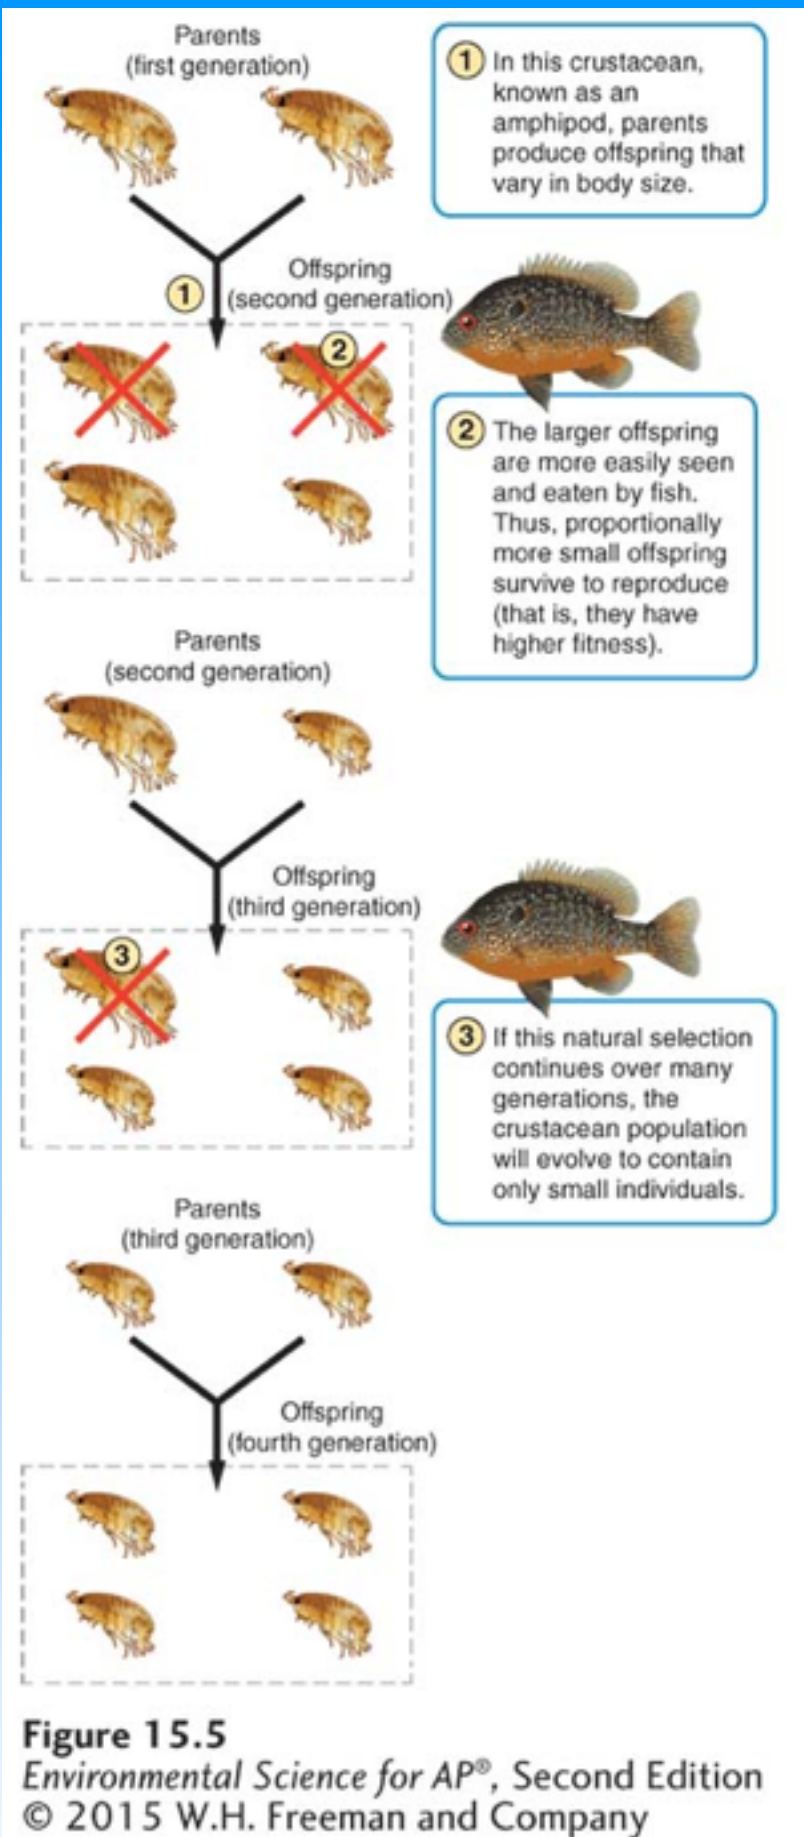 Parents
(first generation)
1 In this crustacean,
known as an
amphipod, parents
produce offspring that
vary in body size.
1
Offspring
(second generation)
2
2 The larger offspring
are more easily seen
and eaten by fish.
Thus, proportionally
more small offspring
survive to reproduce
(that is, they have
higher fitness).
Parents
(second generation)
Offspring
(third generation)
3
3 If this natural selection
continues over many
generations, the
crustacean population
will evolve to contain
only small individuals.
Parents
(third generation)
Offspring
(fourth generation)
Figure 15.5
Environmental Science for AP®, Second Edition
© 2015 W.H. Freeman and Company